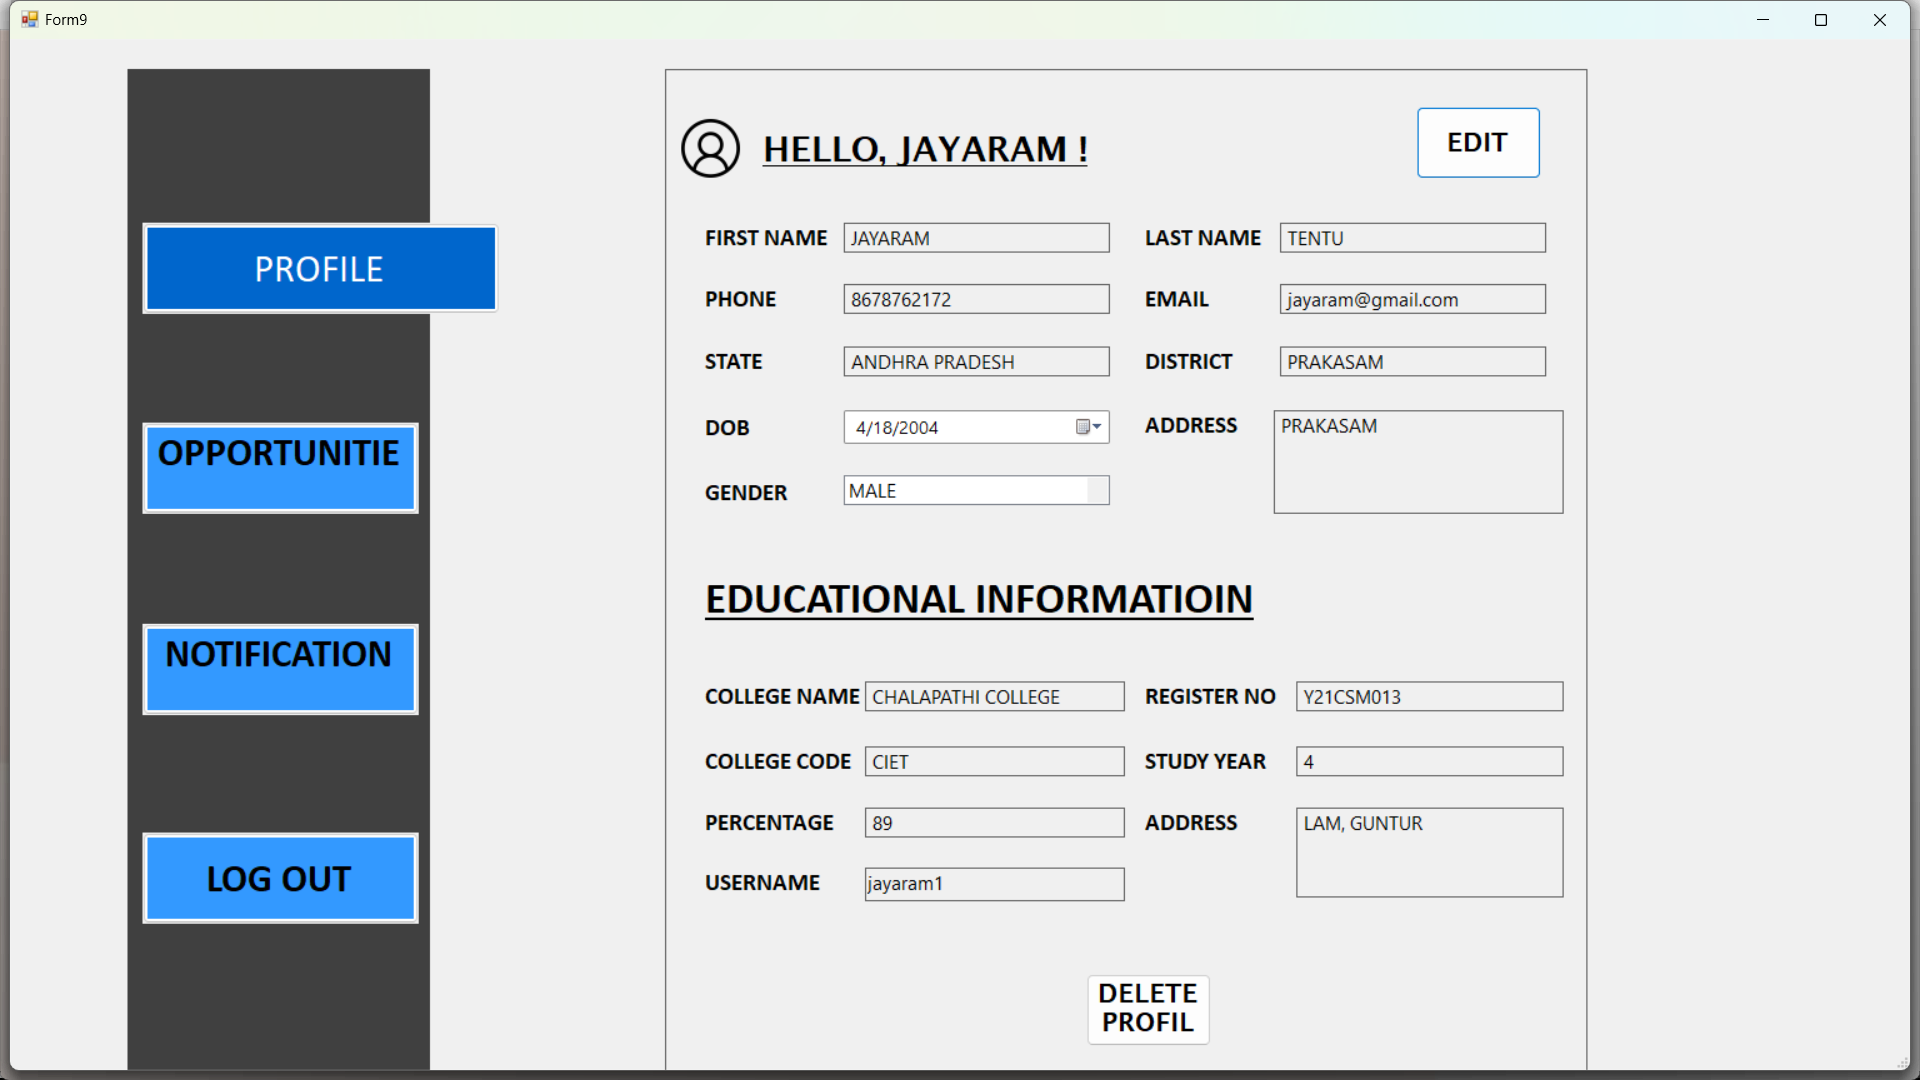 Form9
PROFILE
OPPORTUNITIE
NOTIFICATION
LOG OUT
HELLO, JAYARAM !
EDIT
FIRST NAME JAYARAM LAST NAME TENTU
PHONE 8678762172 EMAIL jayaram@gmail.com
STATE ANDHRA PRADESH DISTRICT PRAKASAM
DOB 4/18/2004 ADDRESS PRAKASAM
GENDER MALE
EDUCATIONAL INFORMATIOIN
COLLEGE NAME CHALAPATHI COLLEGE REGISTER NO Y21CSM013
COLLEGE CODE CIET STUDY YEAR 4
PERCENTAGE 89 ADDRESS LAM, GUNTUR
USERNAME jayaram1
DELETE
PROFIL